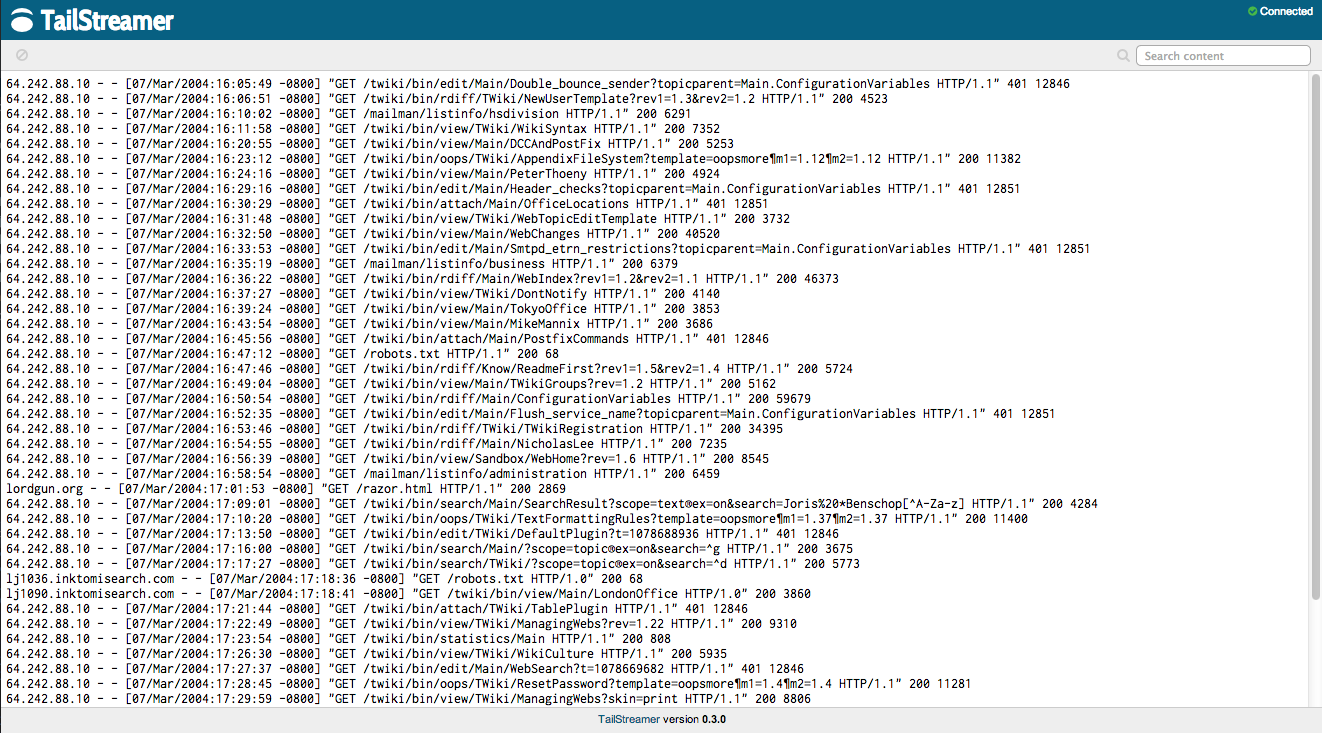 TailStreamer
Connected
Search content
64.242.88.10 - - [07/Mar/2004:16:05:49 -0800] "GET /twiki/bin/edit/Main/Double_bounce_sender?topicparent=Main.ConfigurationVariables HTTP/1.1" 401 12846
64.242.88.10 - - [07/Mar/2004:16:06:51 -0800] "GET /twiki/bin/rdiff/TWiki/NewUserTemplate?rev1=1.3&rev2=1.2 HTTP/1.1" 200 4523
64.242.88.10 - - [07/Mar/2004:16:10:02 -0800] "GET /mailman/listinfo/hsdivision HTTP/1.1" 200 6291
64.242.88.10 - - [07/Mar/2004:16:11:58 -0800] "GET /twiki/bin/view/TWiki/WikiSyntax HTTP/1.1" 200 7352
64.242.88.10 - - [07/Mar/2004:16:20:55 -0800] "GET /twiki/bin/view/Main/DCCAndPostFix HTTP/1.1" 200 5253
64.242.88.10 - - [07/Mar/2004:16:23:12 -0800] "GET /twiki/bin/oops/TWiki/AppendixFileSystem?template=oopsmore¶m1=1.12¶m2=1.12 HTTP/1.1" 200 11382
64.242.88.10 - - [07/Mar/2004:16:24:16 -0800] "GET /twiki/bin/view/Main/PeterThoeny HTTP/1.1" 200 4924
64.242.88.10 - - [07/Mar/2004:16:29:16 -0800] "GET /twiki/bin/edit/Main/Header_checks?topicparent=Main.ConfigurationVariables HTTP/1.1" 401 12851
64.242.88.10 - - [07/Mar/2004:16:30:29 -0800] "GET /twiki/bin/attach/Main/OfficeLocations HTTP/1.1" 401 12851
64.242.88.10 - - [07/Mar/2004:16:31:48 -0800] "GET /twiki/bin/view/TWiki/WebTopicEditTemplate HTTP/1.1" 200 3732
64.242.88.10 - - [07/Mar/2004:16:32:50 -0800] "GET /twiki/bin/view/Main/WebChanges HTTP/1.1" 200 40520
64.242.88.10 - - [07/Mar/2004:16:33:53 -0800] "GET /twiki/bin/edit/Main/Smtpd_etrn_restrictions?topicparent=Main.ConfigurationVariables HTTP/1.1" 401 12851
64.242.88.10 - - [07/Mar/2004:16:35:19 -0800] "GET /mailman/listinfo/business HTTP/1.1" 200 6379
64.242.88.10 - - [07/Mar/2004:16:36:22 -0800] "GET /twiki/bin/rdiff/Main/WebIndex?rev1=1.2&rev2=1.1 HTTP/1.1" 200 46373
64.242.88.10 - - [07/Mar/2004:16:37:27 -0800] "GET /twiki/bin/view/TWiki/DontNotify HTTP/1.1" 200 4140
64.242.88.10 - - [07/Mar/2004:16:39:24 -0800] "GET /twiki/bin/view/Main/TokyoOffice HTTP/1.1" 200 3853
64.242.88.10 - - [07/Mar/2004:16:43:54 -0800] "GET /twiki/bin/view/Main/MikeMannix HTTP/1.1" 200 3686
64.242.88.10 - - [07/Mar/2004:16:45:56 -0800] "GET /twiki/bin/attach/Main/PostfixCommands HTTP/1.1" 401 12846
64.242.88.10 - - [07/Mar/2004:16:47:12 -0800] "GET /robots.txt HTTP/1.1" 200 68
64.242.88.10 - - [07/Mar/2004:16:47:46 -0800] "GET /twiki/bin/rdiff/Know/ReadmeFirst?rev1=1.5&rev2=1.4 HTTP/1.1" 200 5724
64.242.88.10 - - [07/Mar/2004:16:49:04 -0800] "GET /twiki/bin/view/Main/TWikiGroups?rev=1.2 HTTP/1.1" 200 5162
64.242.88.10 - - [07/Mar/2004:16:50:54 -0800] "GET /twiki/bin/rdiff/Main/ConfigurationVariables HTTP/1.1" 200 59679
64.242.88.10 - - [07/Mar/2004:16:52:35 -0800] "GET /twiki/bin/edit/Main/Flush_service_name?topicparent=Main.ConfigurationVariables HTTP/1.1" 401 12851
64.242.88.10 - - [07/Mar/2004:16:53:46 -0800] "GET /twiki/bin/rdiff/TWiki/TWikiRegistration HTTP/1.1" 200 34395
64.242.88.10 - - [07/Mar/2004:16:54:55 -0800] "GET /twiki/bin/rdiff/Main/NicholasLee HTTP/1.1" 200 7235
64.242.88.10 - - [07/Mar/2004:16:56:39 -0800] "GET /twiki/bin/view/Sandbox/WebHome?rev=1.6 HTTP/1.1" 200 8545
64.242.88.10 - - [07/Mar/2004:16:58:54 -0800] "GET /mailman/listinfo/administration HTTP/1.1" 200 6459
lordgun.org - - [07/Mar/2004:17:01:53 -0800] "GET /razor.html HTTP/1.1" 200 2869
64.242.88.10 - - [07/Mar/2004:17:09:01 -0800] "GET /twiki/bin/search/Main/SearchResult?scope=text®ex=on&search=Joris%20*Benschop[^A-Za-z] HTTP/1.1" 200 4284
64.242.88.10 - - [07/Mar/2004:17:10:20 -0800] "GET /twiki/bin/oops/TWiki/TextFormattingRules?template=oopsmore¶m1=1.37¶m2=1.37 HTTP/1.1" 200 11400
64.242.88.10 - - [07/Mar/2004:17:13:50 -0800] "GET /twiki/bin/edit/TWiki/DefaultPlugin?t=1078688936 HTTP/1.1" 401 12846
64.242.88.10 - - [07/Mar/2004:17:16:00 -0800] "GET /twiki/bin/search/Main/?scope=topic®ex=on&search=^g HTTP/1.1" 200 3675
64.242.88.10 - - [07/Mar/2004:17:17:27 -0800] "GET /twiki/bin/search/TWiki/?scope=topic®ex=on&search=^d HTTP/1.1" 200 5773
lj1036.inktomisearch.com - - [07/Mar/2004:17:18:36 -0800] "GET /robots.txt HTTP/1.0" 200 68
lj1090.inktomisearch.com - - [07/Mar/2004:17:18:41 -0800] "GET /twiki/bin/view/Main/LondonOffice HTTP/1.0" 200 3860
64.242.88.10 - - [07/Mar/2004:17:21:44 -0800] "GET /twiki/bin/attach/TWiki/TablePlugin HTTP/1.1" 401 12846
64.242.88.10 - - [07/Mar/2004:17:22:49 -0800] "GET /twiki/bin/view/TWiki/ManagingWebs?rev=1.22 HTTP/1.1" 200 9310
64.242.88.10 - - [07/Mar/2004:17:23:54 -0800] "GET /twiki/bin/statistics/Main HTTP/1.1" 200 808
64.242.88.10 - - [07/Mar/2004:17:26:30 -0800] "GET /twiki/bin/view/TWiki/WikiCulture HTTP/1.1" 200 5935
64.242.88.10 - - [07/Mar/2004:17:27:37 -0800] "GET /twiki/bin/edit/Main/WebSearch?t=1078669682 HTTP/1.1" 401 12846
64.242.88.10 - - [07/Mar/2004:17:28:45 -0800] "GET /twiki/bin/oops/TWiki/ResetPassword?template=oopsmore¶m1=1.4¶m2=1.4 HTTP/1.1" 200 11281
64.242.88.10 - - [07/Mar/2004:17:29:59 -0800] "GET /twiki/bin/view/TWiki/ManagingWebs?skin=print HTTP/1.1" 200 8806
TailStreamer version 0.3.0